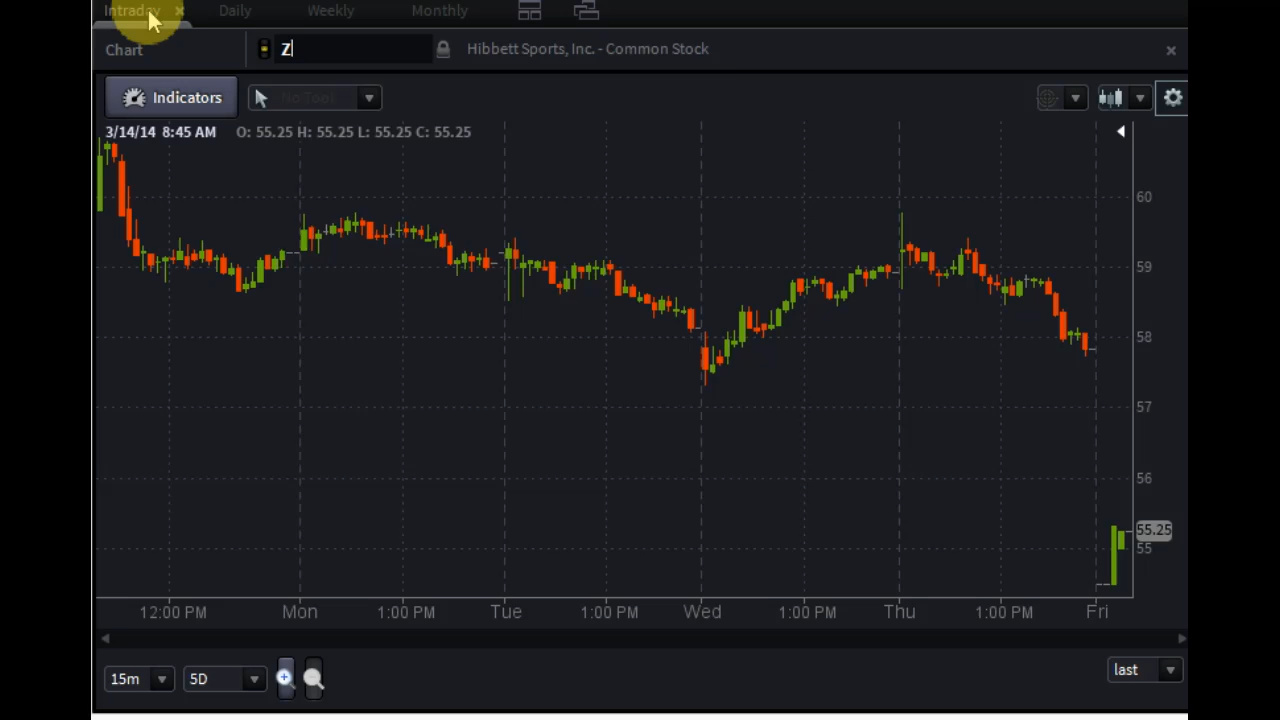 Intraday Daily Weekly Monthly
Chart Z Hibbett Sports, Inc. - Common Stock
Indicators No Tool
3/14/14 8:45 AM O: 55.25 H: 55.25 L: 55.25 C: 55.25
60
59
58
57
56
55.25
55
12:00 PM Mon 1:00 PM Tue 1:00 PM Wed 1:00 PM Thu 1:00 PM Fri
15m 5D last